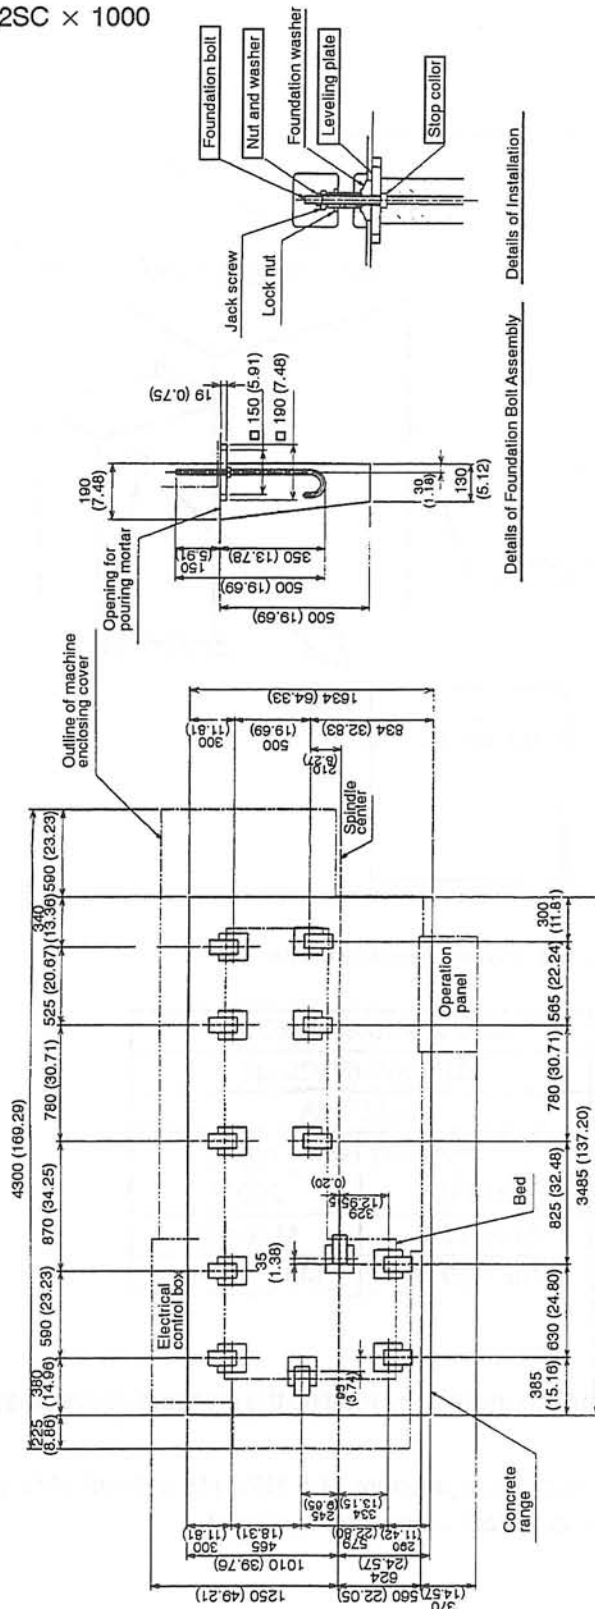 2SC × 1000
Foundation bolt
Nut and washer
Foundation washer
Leveling plate
Stop collor
Jack screw
Lock nut
Details of Installation
19 (0.75)
□ 150 (5.91)
□ 190 (7.48)
190
(7.48)
Opening for
pouring mortar
150
(5.91)
350 (13.78)
500 (19.69)
500 (19.69)
30
(1.18)
130
(5.12)
Details of Foundation Bolt Assembly
Outline of machine
enclosing cover
1634 (64.33)
300
(11.81)
500
(19.69)
834 (32.83)
210
(8.27)
Spindle
center
4300 (169.29)
225
(8.86)
380
(14.96)
590 (23.23)
870 (34.25)
780 (30.71)
525 (20.67)
340
(13.36)
590 (23.23)
Electrical
control box
Operation
panel
35
(1.38)
5
(0.20)
329
(12.95)
95
(3.74)
Bed
385
(15.16)
630 (24.80)
825 (32.48)
780 (30.71)
565 (22.24)
300
(11.81)
3485 (137.20)
Concrete
range
300
(11.81)
465
(18.31)
245
(9.65)
334
(13.15)
579
(22.80)
290
(11.42)
1010 (39.76)
624
(24.57)
1250 (49.21)
560 (22.05)
370
(14.57)